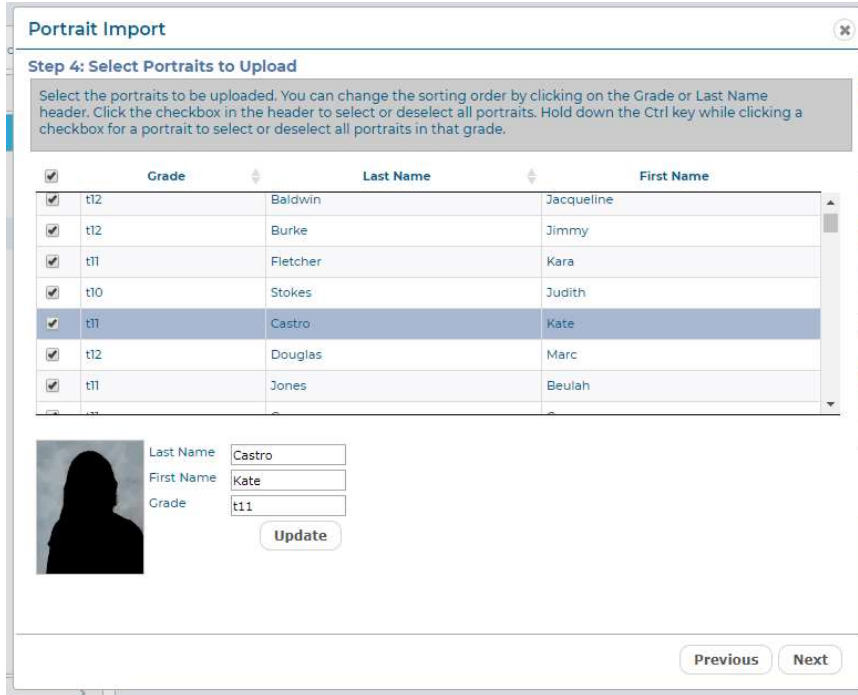 Portrait Import
Step 4: Select Portraits to Upload
Select the portraits to be uploaded. You can change the sorting order by clicking on the Grade or Last Name
header. Click the checkbox in the header to select or deselect all portraits. Hold down the Ctrl key while clicking a
checkbox for a portrait to select or deselect all portraits in that grade.
Grade Last Name First Name
t12 Baldwin Jacqueline
t12 Burke Jimmy
t11 Fletcher Kara
t10 Stokes Judith
t11 Castro Kate
t12 Douglas Marc
t11 Jones Beulah
Last Name Castro
First Name Kate
Grade t11
Update
Previous Next